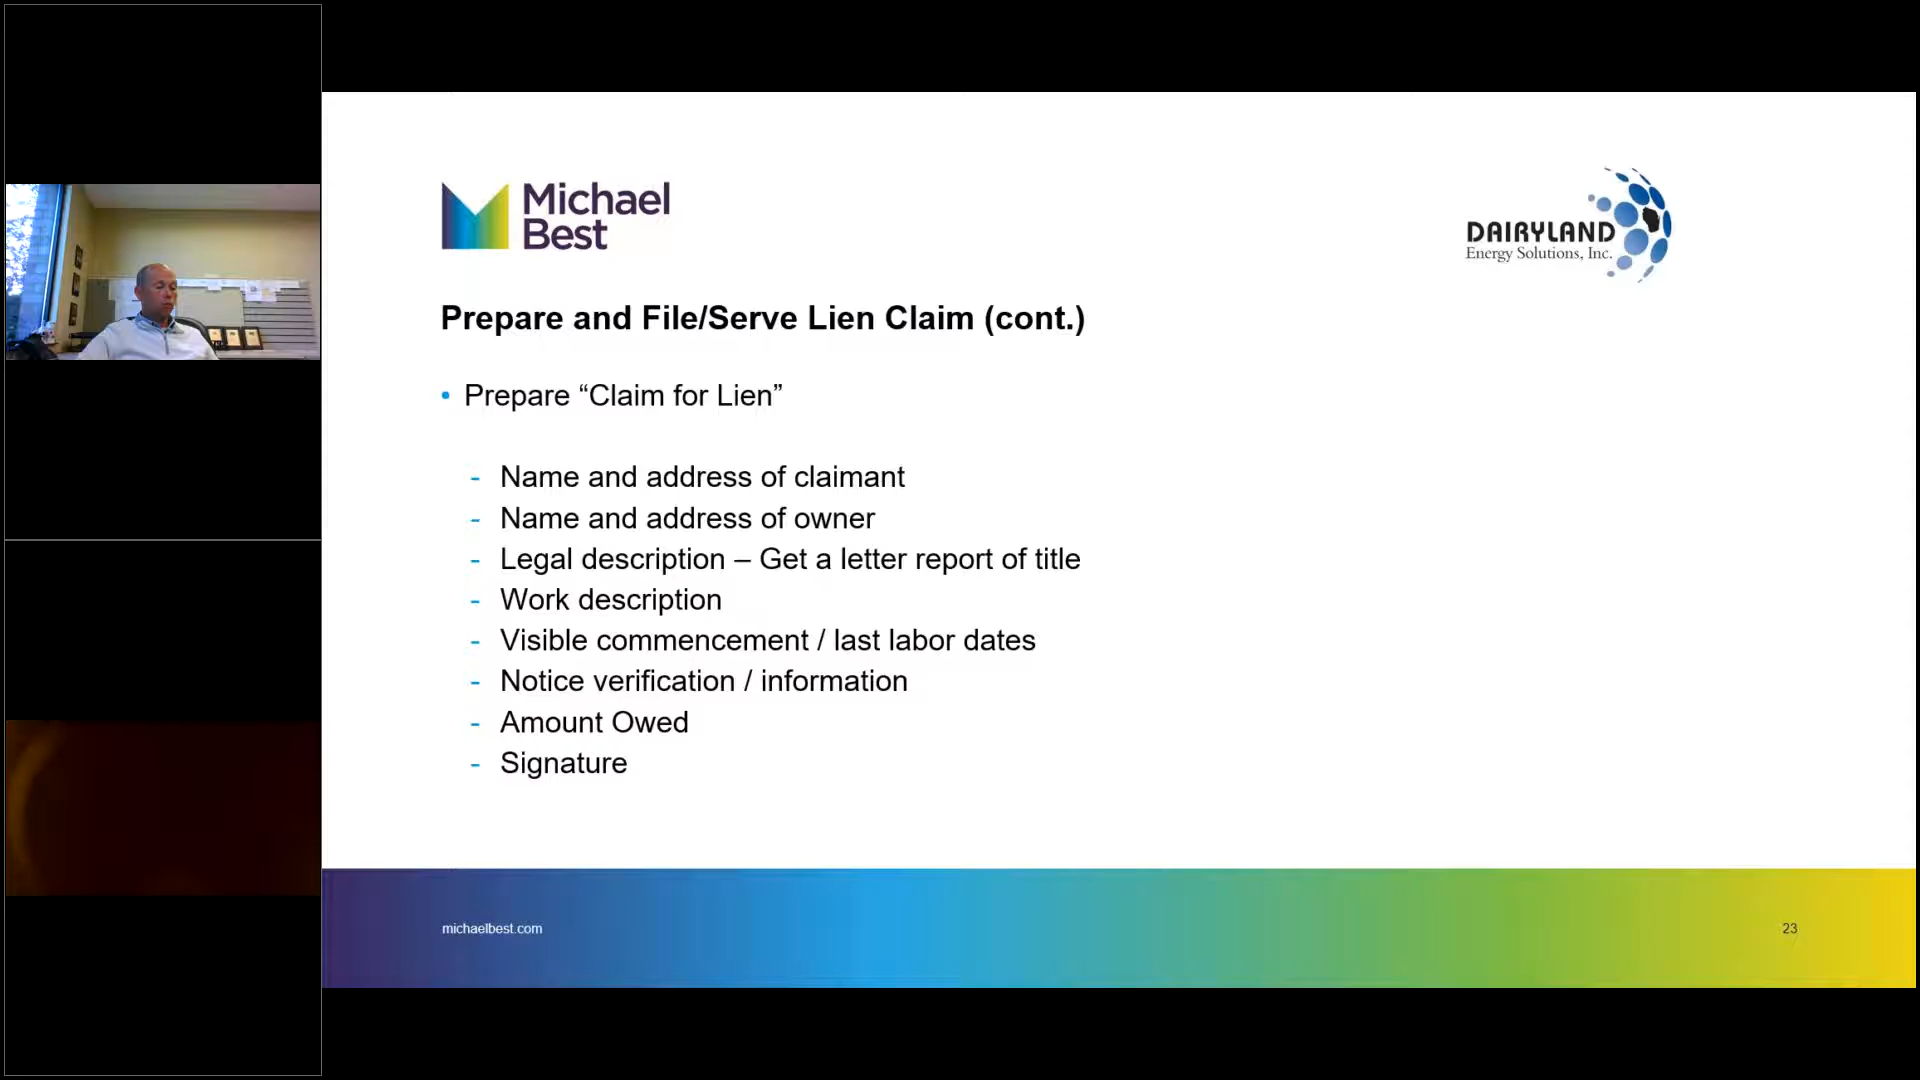 Michael
Best
DAIRYLAND
Energy Solutions, Inc.
Prepare and File/Serve Lien Claim (cont.)
• Prepare “Claim for Lien”
- Name and address of claimant
- Name and address of owner
- Legal description – Get a letter report of title
- Work description
- Visible commencement / last labor dates
- Notice verification / information
- Amount Owed
- Signature
michaelbest.com
23